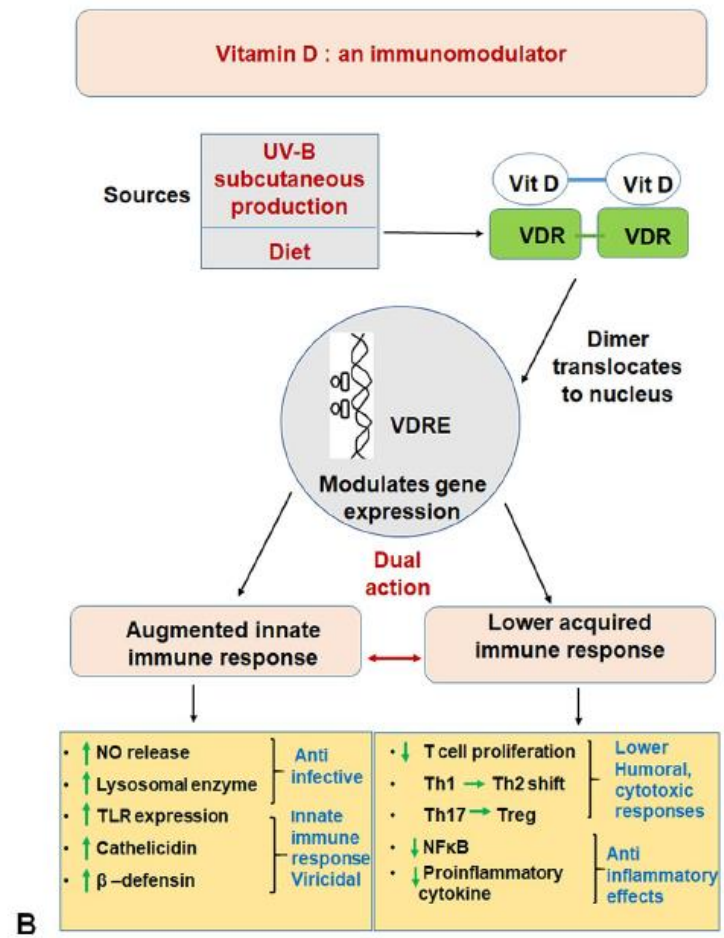 Vitamin D : an immunomodulator
Sources
UV-B
subcutaneous
production
Diet
Vit D
Vit D
VDR
VDR
Dimer
translocates
to nucleus
VDRE
Modulates gene
expression
Dual
action
Augmented innate
immune response
Lower acquired
immune response
• ↑ NO release
• ↑ Lysosomal enzyme
Anti
infective
• ↑ TLR expression
• ↑ Cathelicidin
• ↑ β –defensin
Innate
immune
response
Viricidal
• ↓ T cell proliferation
• Th1 → Th2 shift
• Th17 → Treg
Lower
Humoral,
cytotoxic
responses
• ↓ NFκB
• ↓ Proinflammatory
cytokine
Anti
inflammatory
effects
B